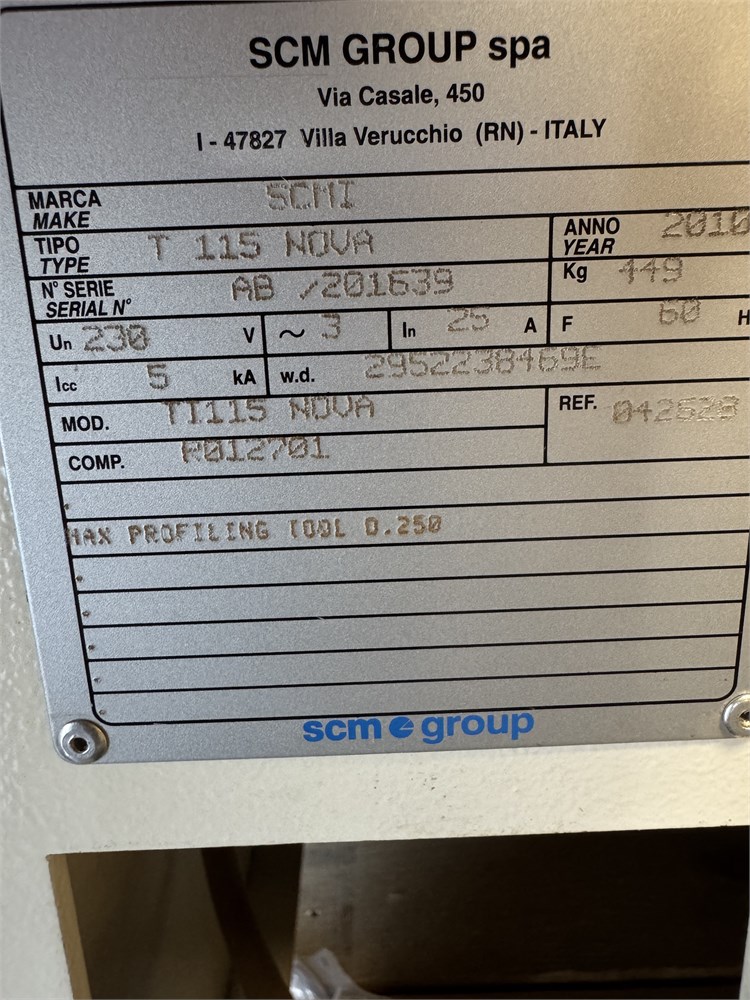 SCM GROUP spa
Via Casale, 450
I - 47827 Villa Verucchio (RN) - ITALY
MARCA
MAKE
SCMI
TIPO
TYPE
T 115 NOVA
ANNO
YEAR
2010
N° SERIE
SERIAL N°
AB /201639
Kg 449
Un 230 V
~ 3
In 25 A
F 60 H
Icc 5 kA
w.d. 2952238469E
MOD. TI115 NOVA
REF. 042528
COMP. R012701
MAX PROFILING TOOL D.250
scm group